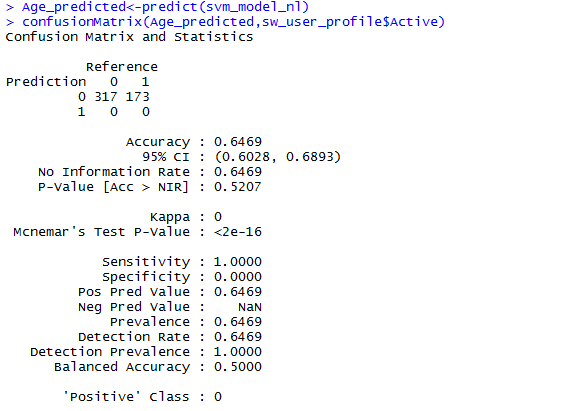 > Age_predicted<-predict(svm_model_nl)
> confusionMatrix(Age_predicted,sw_user_profile$Active)
Confusion Matrix and Statistics
Reference
Prediction 0 1
0 317 173
1 0 0
Accuracy : 0.6469
95% CI : (0.6028, 0.6893)
No Information Rate : 0.6469
P-Value [Acc > NIR] : 0.5207
Kappa : 0
Mcnemar's Test P-Value : <2e-16
Sensitivity : 1.0000
Specificity : 0.0000
Pos Pred Value : 0.6469
Neg Pred Value : NaN
Prevalence : 0.6469
Detection Rate : 0.6469
Detection Prevalence : 1.0000
Balanced Accuracy : 0.5000
'Positive' Class : 0